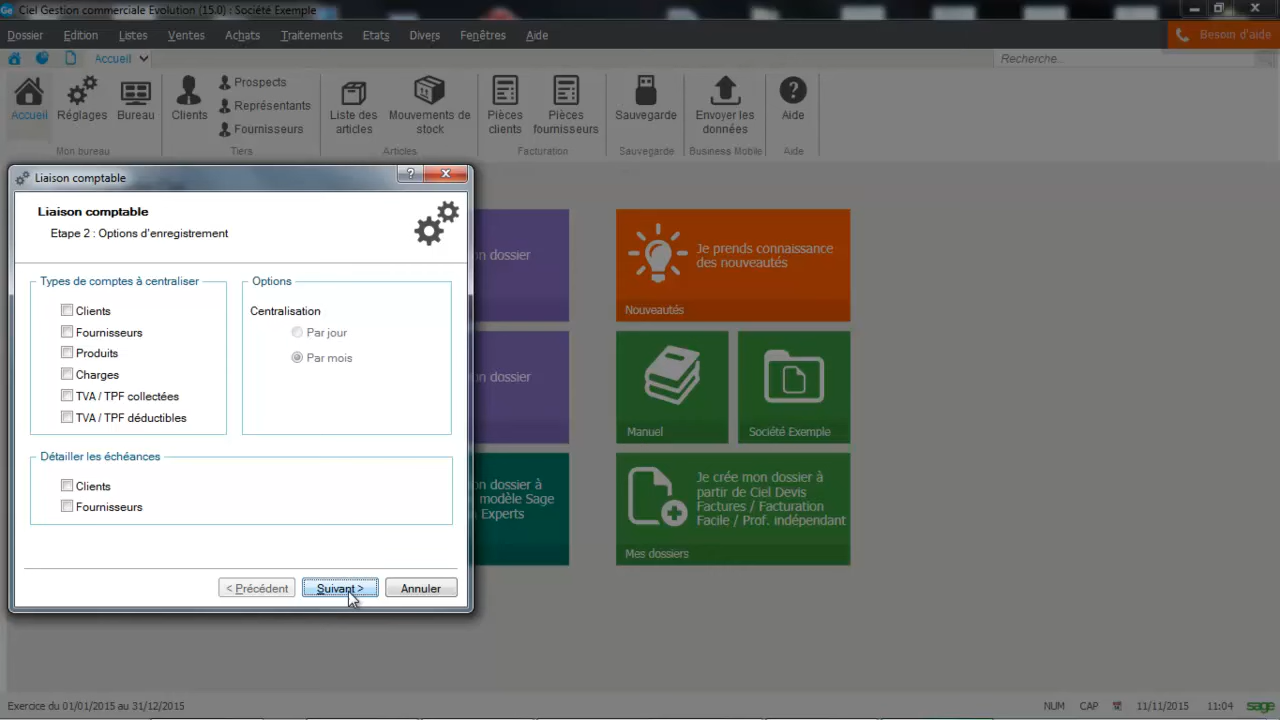 Ciel Gestion commerciale Evolution (15.0) : Société Exemple
Dossier Edition Listes Ventes Achats Traitements Etats Divers Fenêtres Aide
Besoin d'aide
Accueil
Recherche...
Accueil
Réglages
Bureau
Mon bureau
Clients
Prospects
Représentants
Fournisseurs
Tiers
Liste des
articles
Mouvements de
stock
Articles
Pièces
clients
Pièces
fournisseurs
Facturation
Sauvegarde
Sauvegarde
Envoyer les
données
Business Mobile
Aide
Aide
Liaison comptable
Liaison comptable
Etape 2 : Options d'enregistrement
Types de comptes à centraliser
Clients
Fournisseurs
Produits
Charges
TVA / TPF collectées
TVA / TPF déductibles
Options
Centralisation
Par jour
Par mois
Détailler les échéances
Clients
Fournisseurs
< Précédent
Suivant >
Annuler
n dossier
n dossier
n dossier à
modèle Sage
Experts
Je prends connaissance
des nouveautés
Nouveautés
Manuel
Société Exemple
Je crée mon dossier à
partir de Ciel Devis
Factures / Facturation
Facile / Prof. indépendant
Mes dossiers
Exercice du 01/01/2015 au 31/12/2015
NUM CAP 11/11/2015 11:04 sage